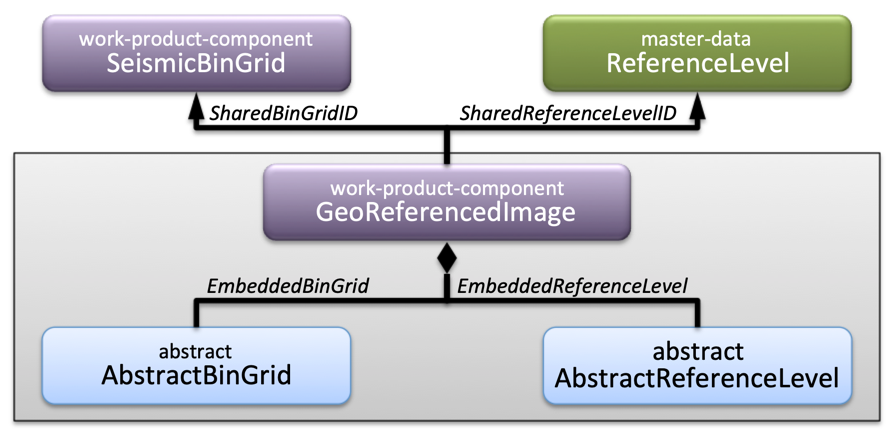 work-product-component
SeismicBinGrid
master-data
ReferenceLevel
SharedBinGridID
SharedReferenceLevelID
work-product-component
GeoReferencedImage
EmbeddedBinGrid
EmbeddedReferenceLevel
abstract
AbstractBinGrid
abstract
AbstractReferenceLevel